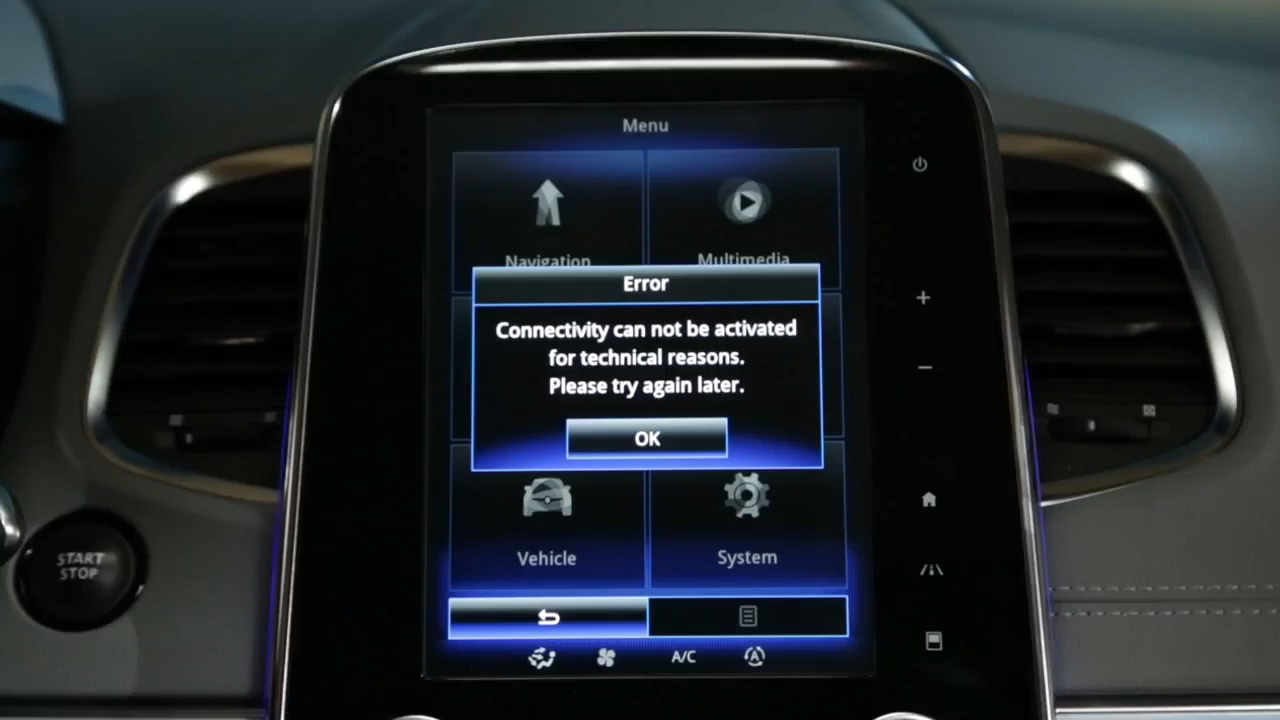 Menu
Navigation
Multimedia
Error
Connectivity can not be activated
for technical reasons.
Please try again later.
OK
Vehicle
System
START
STOP
A/C
A